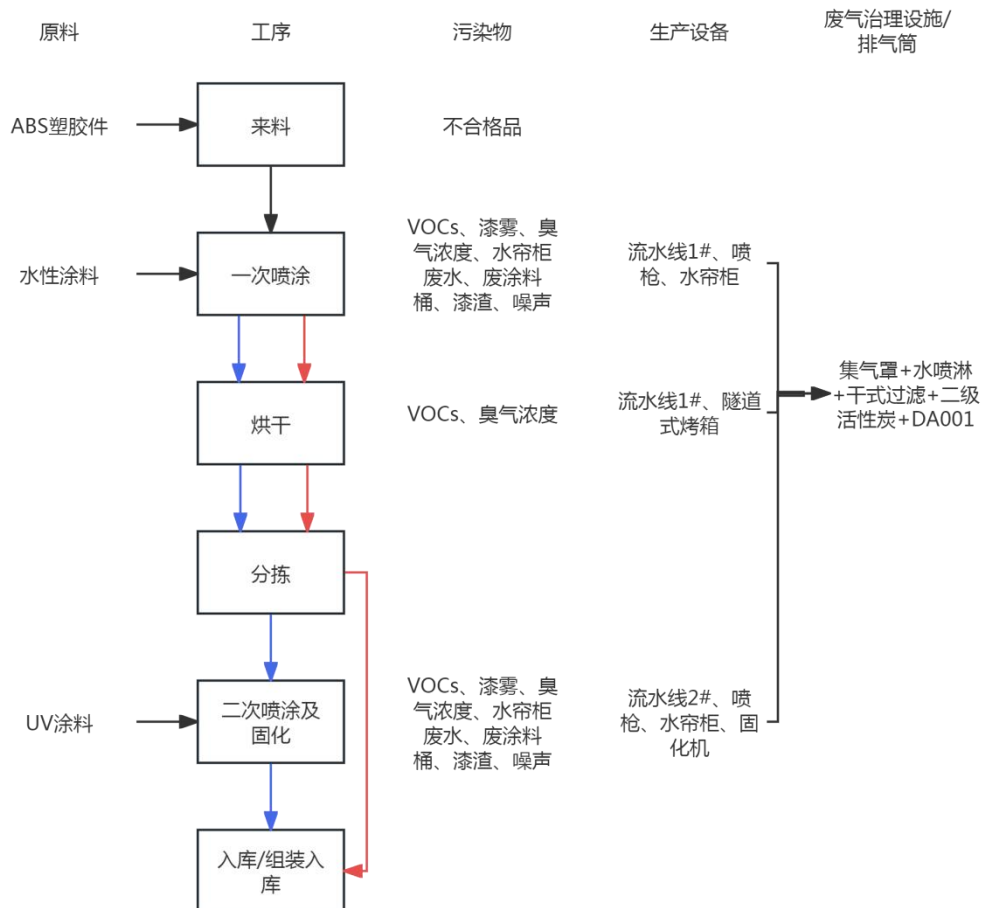 原料
工序
污染物
生产设备
废气治理设施/
排气筒
ABS塑胶件
来料
不合格品
水性涂料
一次喷涂
VOCs、漆雾、臭
气浓度、水帘柜
废水、废涂料
桶、漆渣、噪声
流水线1#、喷
枪、水帘柜
烘干
VOCs、臭气浓度
流水线1#、隧道
式烤箱
集气罩+水喷淋
+干式过滤+二级
活性炭+DA001
分拣
UV涂料
二次喷涂及
固化
VOCs、漆雾、臭
气浓度、水帘柜
废水、废涂料
桶、漆渣、噪声
流水线2#、喷
枪、水帘柜、固
化机
入库/组装入
库